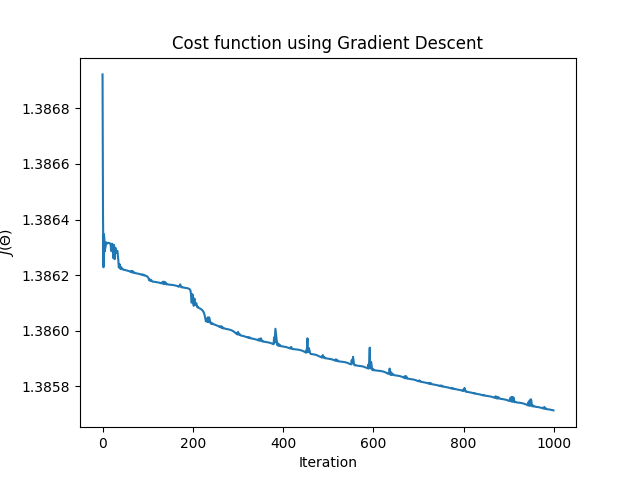 Cost function using Gradient Descent
1.3868
1.3866
1.3864
1.3862
1.3860
1.3858
J(Θ)
0 200 400 600 800 1000
Iteration